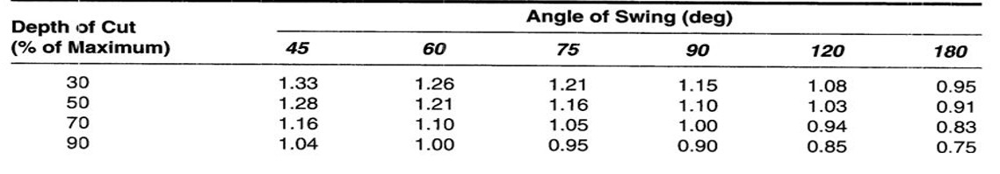 Angle of Swing (deg)
Depth of Cut
(% of Maximum) 45 60 75 90 120 180
30 1.33 1.26 1.21 1.15 1.08 0.95
50 1.28 1.21 1.16 1.10 1.03 0.91
70 1.16 1.10 1.05 1.00 0.94 0.83
90 1.04 1.00 0.95 0.90 0.85 0.75